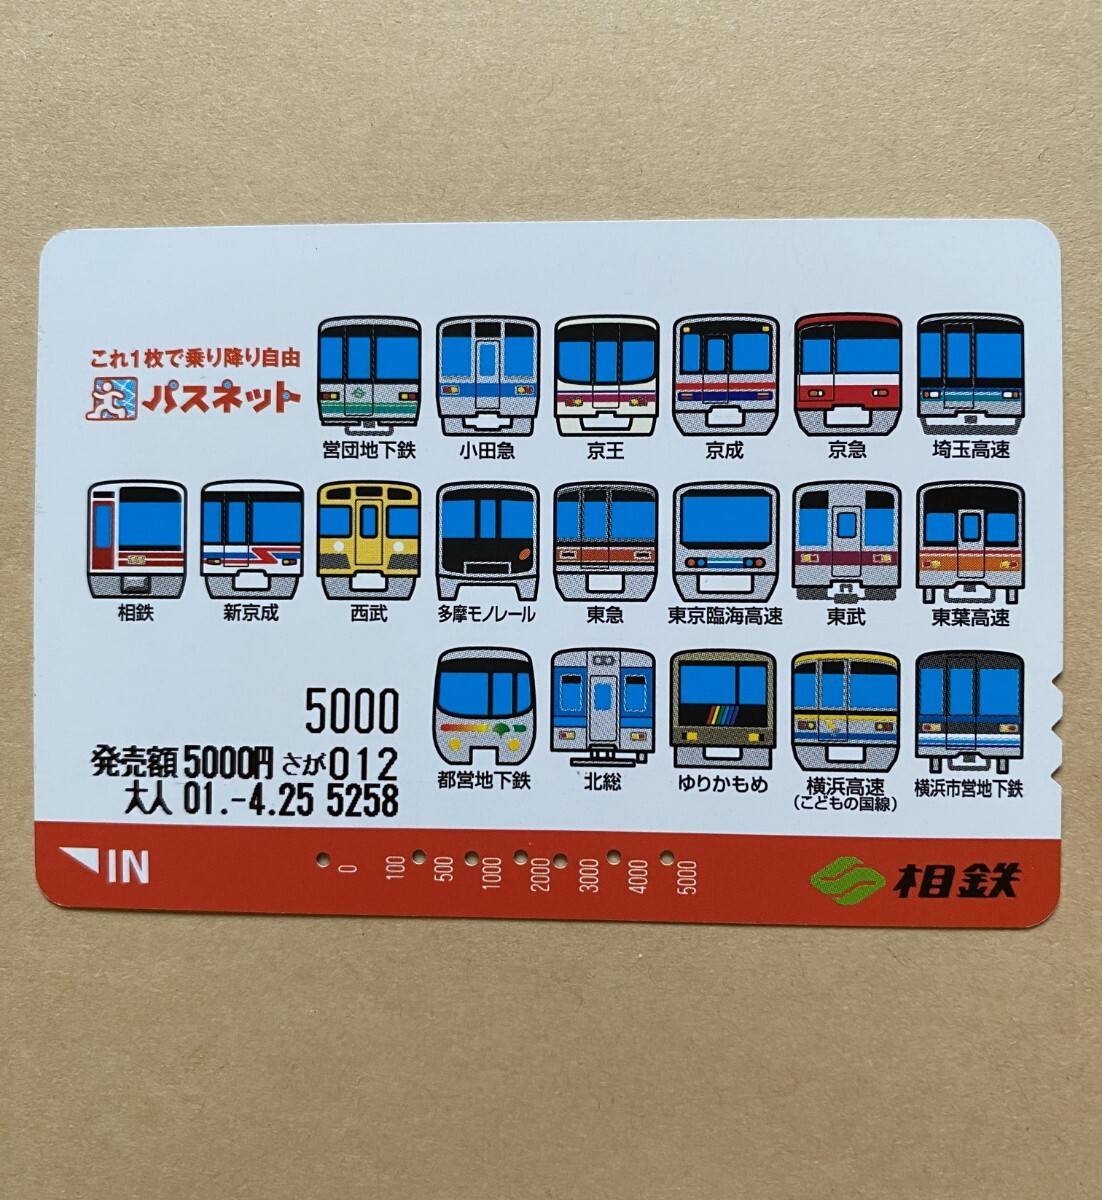 これ1枚で乗り降り自由
パスネット
営団地下鉄 小田急 京王 京成 京急 埼玉高速
相鉄 新京成 西武 多摩モノレール 東急 東京臨海高速 東武 東葉高速
都営地下鉄 北総 ゆりかもめ 横浜高速 横浜市営地下鉄
(こどもの国線)
5000
発売額 5000円 さが012
大人 01.-4.25 5258
IN 0 100 500 1000 2000 3000 4000 5000 相鉄